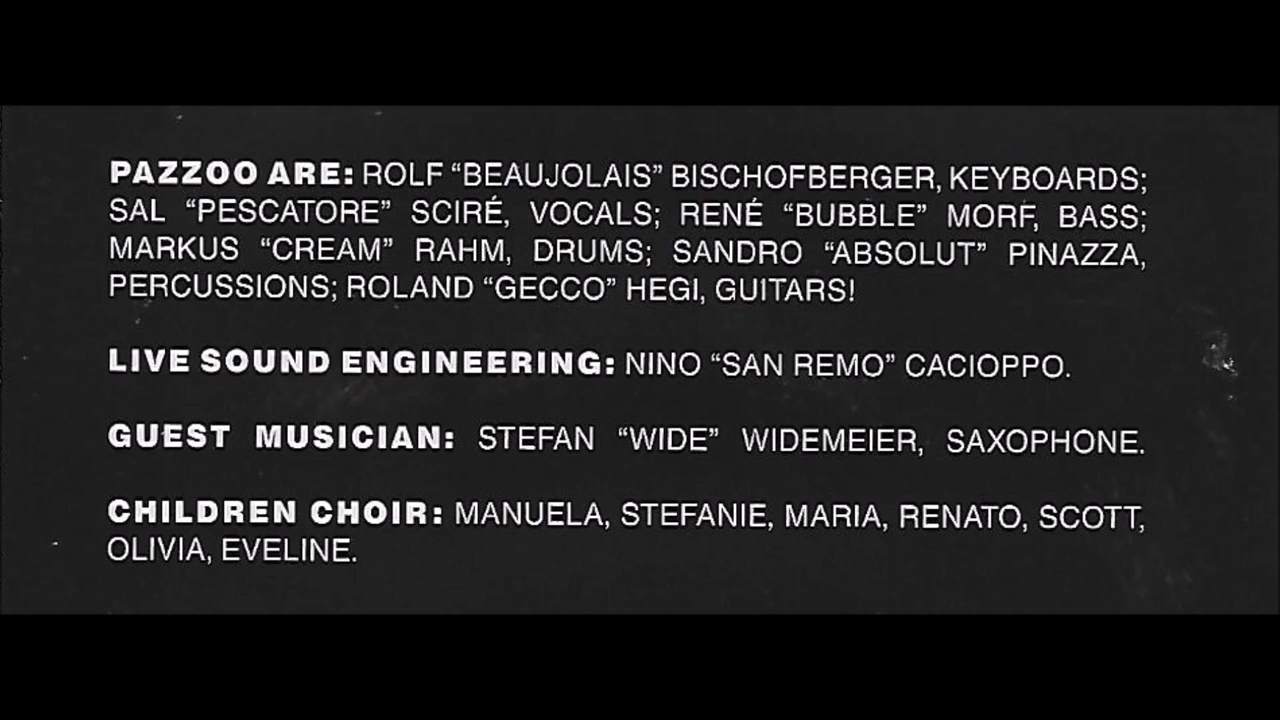 PAZZOO ARE: ROLF “BEAUJOLAIS” BISCHOFBERGER, KEYBOARDS;
SAL “PESCATORE” SCIRÉ, VOCALS; RENÉ “BUBBLE” MORF, BASS;
MARKUS “CREAM” RAHM, DRUMS; SANDRO “ABSOLUT” PINAZZA,
PERCUSSIONS; ROLAND “GECCO” HEGI, GUITARS!
LIVE SOUND ENGINEERING: NINO “SAN REMO” CACIOPPO.
GUEST MUSICIAN: STEFAN “WIDE” WIDEMEIER, SAXOPHONE.
CHILDREN CHOIR: MANUELA, STEFANIE, MARIA, RENATO, SCOTT,
OLIVIA, EVELINE.